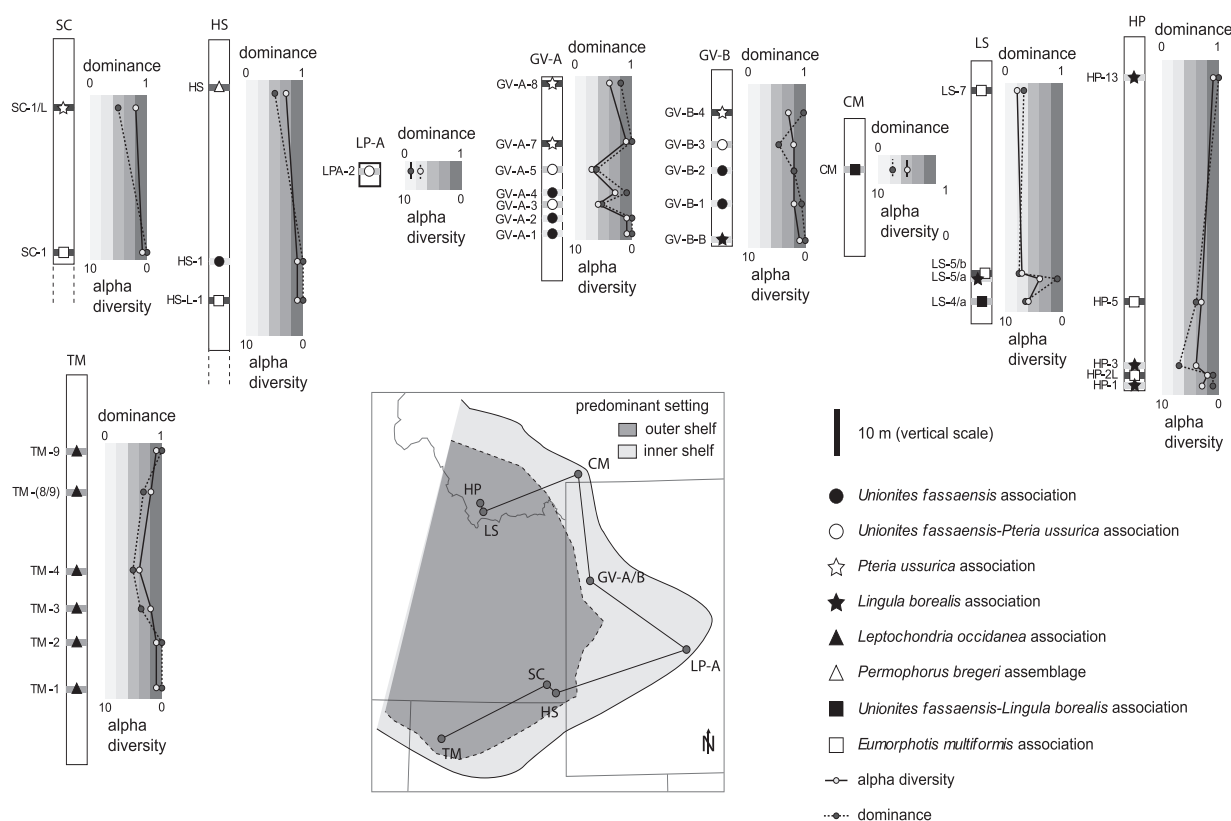 SC
dominance
0 1
SC-1/L
SC-1
10 0
alpha
diversity
HS
dominance
0 1
HS
HS-1
HS-L-1
10 0
alpha
diversity
LP-A
LPA-2
dominance
0 1
10 0
alpha
diversity
GV-A
dominance
0 1
GV-A-8
GV-A-7
GV-A-5
GV-A-4
GV-A-3
GV-A-2
GV-A-1
10 0
alpha
diversity
GV-B
dominance
0 1
GV-B-4
GV-B-3
GV-B-2
GV-B-1
GV-B-B
10 0
alpha
diversity
CM
CM
dominance
0 1
10 0
alpha
diversity
LS
dominance
0 1
LS-7
LS-5/b
LS-5/a
LS-4/a
10 0
alpha
diversity
HP
dominance
0 1
HP-13
HP-5
HP-3
HP-2L
HP-1
10 0
alpha
diversity
TM
dominance
0 1
TM-9
TM-(8/9)
TM-4
TM-3
TM-2
TM-1
10 0
alpha
diversity
predominant setting
outer shelf
inner shelf
CM
HP
LS
GV-A/B
LP-A
SC
HS
TM
N
10 m (vertical scale)
Unionites fassaensis association
Unionites fassaensis-Pteria ussurica association
Pteria ussurica association
Lingula borealis association
Leptochondria occidanea association
Permophorus bregeri assemblage
Unionites fassaensis-Lingula borealis association
Eumorphotis multiformis association
alpha diversity
dominance